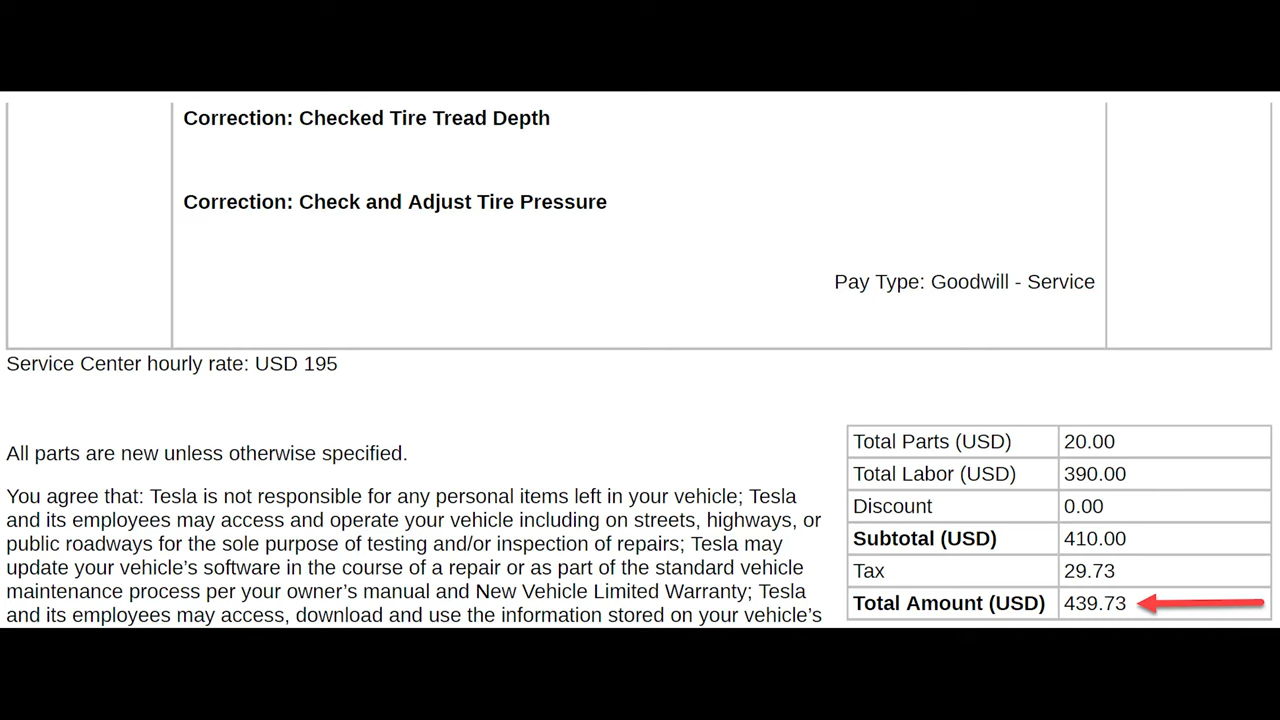 Correction: Checked Tire Tread Depth
Correction: Check and Adjust Tire Pressure
Pay Type: Goodwill - Service
Service Center hourly rate: USD 195
All parts are new unless otherwise specified.
You agree that: Tesla is not responsible for any personal items left in your vehicle; Tesla
and its employees may access and operate your vehicle including on streets, highways, or
public roadways for the sole purpose of testing and/or inspection of repairs; Tesla may
update your vehicle’s software in the course of a repair or as part of the standard vehicle
maintenance process per your owner’s manual and New Vehicle Limited Warranty; Tesla
and its employees may access, download and use the information stored on your vehicle’s
Total Parts (USD) 20.00
Total Labor (USD) 390.00
Discount 0.00
Subtotal (USD) 410.00
Tax 29.73
Total Amount (USD) 439.73